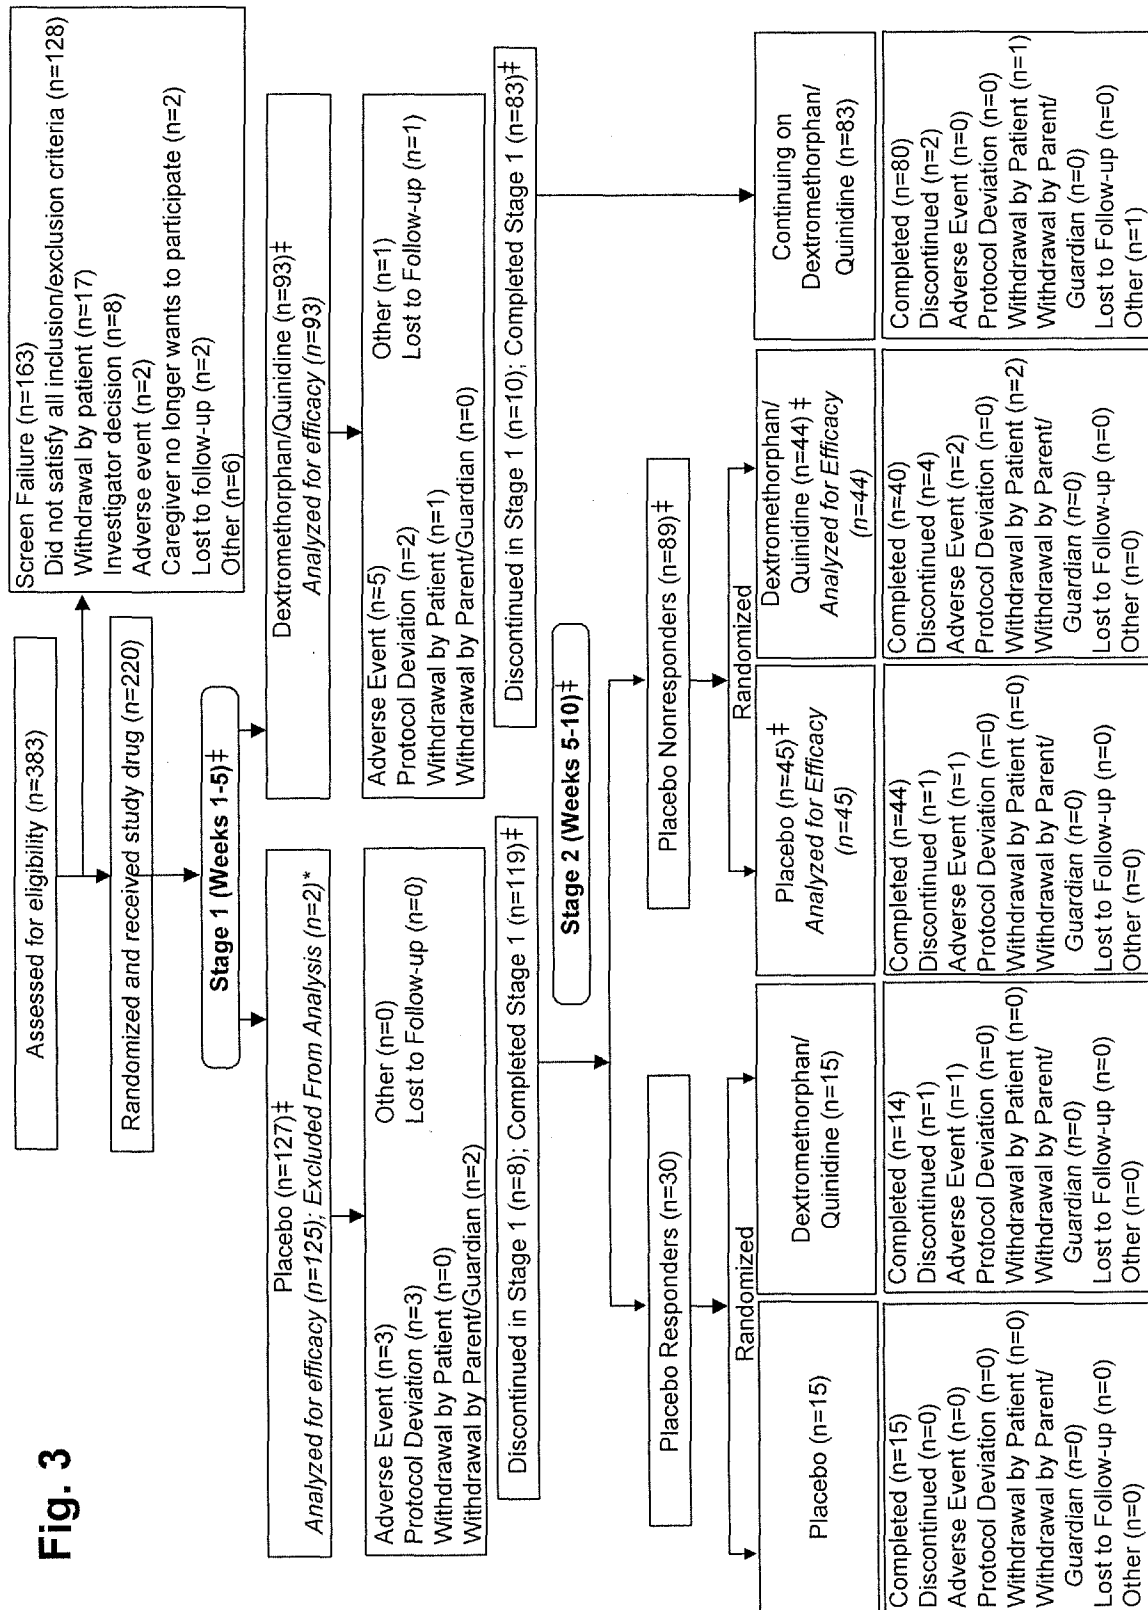 Fig. 3
Assessed for eligibility (n=383)
Screen Failure (n=163)
Did not satisfy all inclusion/exclusion criteria (n=128)
Withdrawal by patient (n=17)
Investigator decision (n=8)
Adverse event (n=2)
Caregiver no longer wants to participate (n=2)
Lost to follow-up (n=2)
Other (n=6)
Randomized and received study drug (n=220)
Stage 1 (Weeks 1-5)‡
Placebo (n=127)‡
Analyzed for efficacy (n=125); Excluded From Analysis (n=2)*
Dextromethorphan/Quinidine (n=93)‡
Analyzed for efficacy (n=93)
Adverse Event (n=3)
Protocol Deviation (n=3)
Withdrawal by Patient (n=0)
Withdrawal by Parent/Guardian (n=2)
Other (n=0)
Lost to Follow-up (n=0)
Adverse Event (n=5)
Protocol Deviation (n=2)
Withdrawal by Patient (n=1)
Withdrawal by Parent/Guardian (n=0)
Other (n=1)
Lost to Follow-up (n=1)
Discontinued in Stage 1 (n=8); Completed Stage 1 (n=119)‡
Discontinued in Stage 1 (n=10); Completed Stage 1 (n=83)‡
Stage 2 (Weeks 5-10)‡
Placebo Responders (n=30)
Placebo Nonresponders (n=89)‡
Randomized
Randomized
Placebo (n=15)
Dextromethorphan/
Quinidine (n=15)
Placebo (n=45)‡
Analyzed for Efficacy
(n=45)
Dextromethorphan/
Quinidine (n=44)‡
Analyzed for Efficacy
(n=44)
Continuing on
Dextromethorphan/
Quinidine (n=83)
Completed (n=15)
Discontinued (n=0)
Adverse Event (n=0)
Protocol Deviation (n=0)
Withdrawal by Patient (n=0)
Withdrawal by Parent/
Guardian (n=0)
Lost to Follow-up (n=0)
Other (n=0)
Completed (n=14)
Discontinued (n=1)
Adverse Event (n=1)
Protocol Deviation (n=0)
Withdrawal by Patient (n=0)
Withdrawal by Parent/
Guardian (n=0)
Lost to Follow-up (n=0)
Other (n=0)
Completed (n=44)
Discontinued (n=1)
Adverse Event (n=1)
Protocol Deviation (n=0)
Withdrawal by Patient (n=0)
Withdrawal by Parent/
Guardian (n=0)
Lost to Follow-up (n=0)
Other (n=0)
Completed (n=40)
Discontinued (n=4)
Adverse Event (n=2)
Protocol Deviation (n=0)
Withdrawal by Patient (n=2)
Withdrawal by Parent/
Guardian (n=0)
Lost to Follow-up (n=0)
Other (n=0)
Completed (n=80)
Discontinued (n=2)
Adverse Event (n=0)
Protocol Deviation (n=0)
Withdrawal by Patient (n=1)
Withdrawal by Parent/
Guardian (n=0)
Lost to Follow-up (n=0)
Other (n=1)